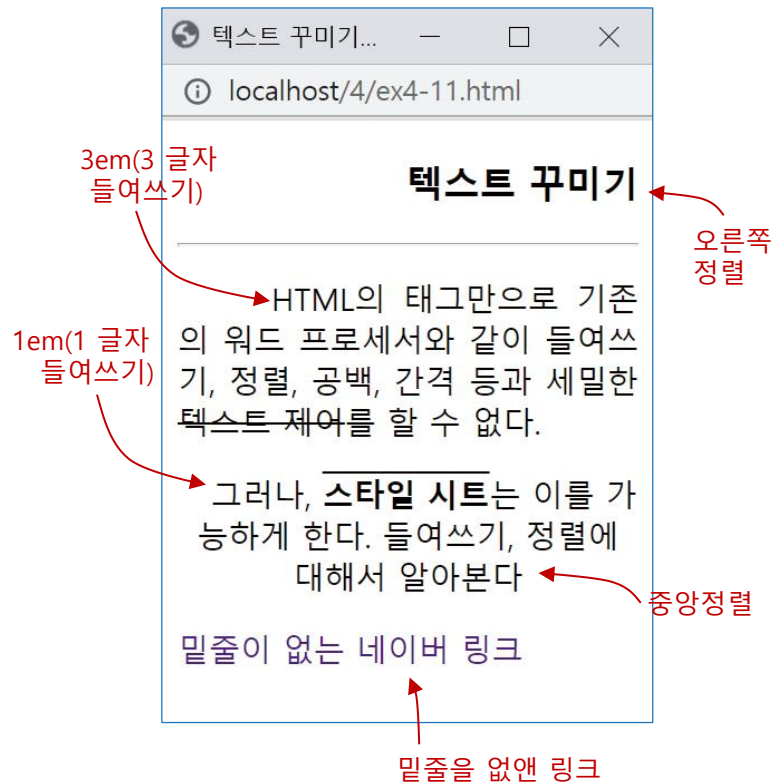 텍스트 꾸미기...
localhost/4/ex4-11.html
3em(3 글자
들여쓰기)
텍스트 꾸미기
오른쪽
정렬
HTML의 태그만으로 기존
의 워드 프로세서와 같이 들여쓰
기, 정렬, 공백, 간격 등과 세밀한
텍스트 제어를 할 수 없다.
1em(1 글자
들여쓰기)
그러나, 스타일 시트는 이를 가
능하게 한다. 들여쓰기, 정렬에
대해서 알아본다
중앙정렬
밑줄이 없는 네이버 링크
밑줄을 없앤 링크